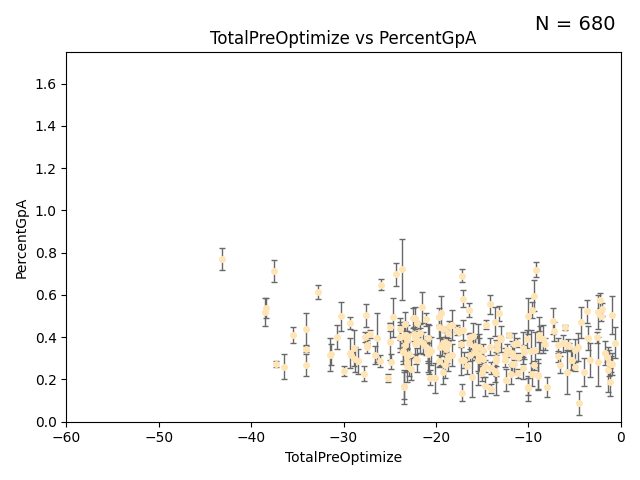 N = 680
TotalPreOptimize vs PercentGpA
PercentGpA
1.6
1.4
1.2
1.0
0.8
0.6
0.4
0.2
0.0
−60 −50 −40 −30 −20 −10 0
TotalPreOptimize